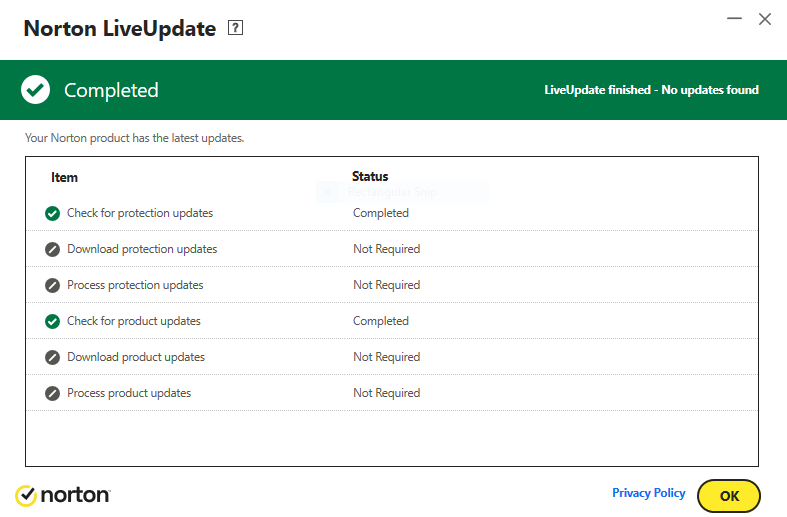 Norton LiveUpdate ?
Completed
LiveUpdate finished - No updates found
Your Norton product has the latest updates.
Item Status
Check for protection updates Completed
Download protection updates Not Required
Process protection updates Not Required
Check for product updates Completed
Download product updates Not Required
Process product updates Not Required
norton
Privacy Policy
OK